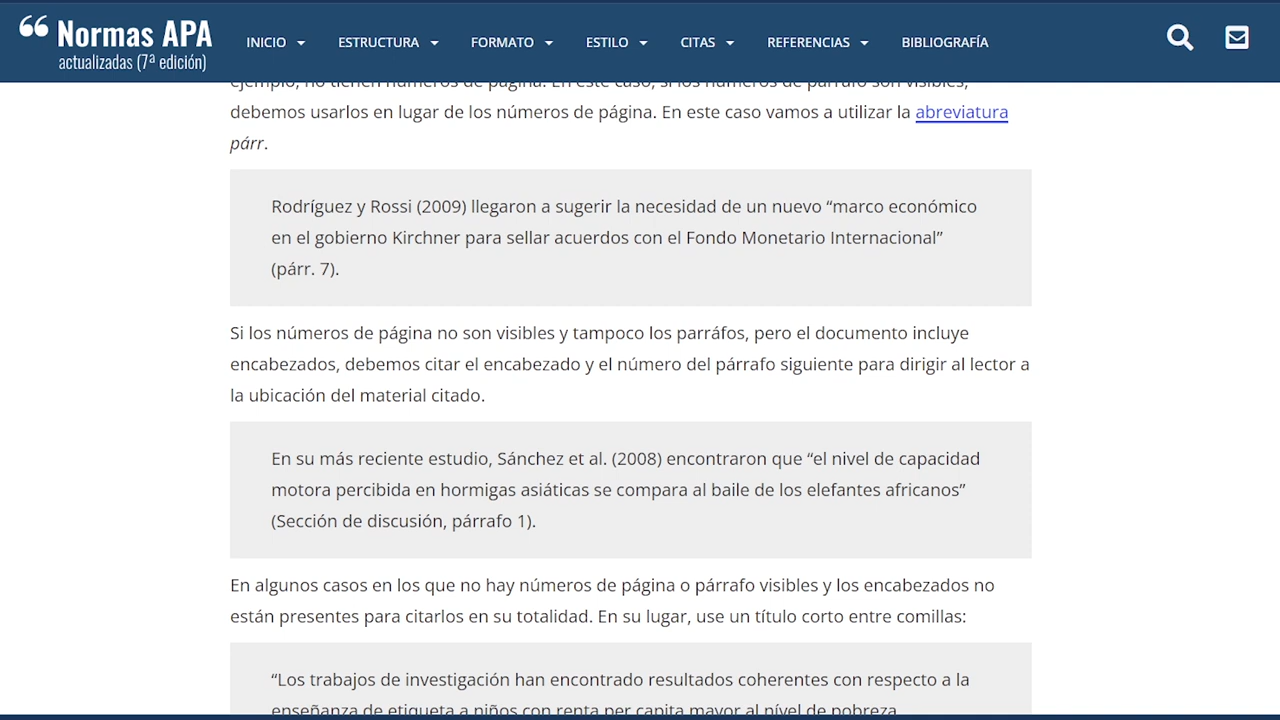 Normas APA
actualizadas (7ª edición)
INICIO
ESTRUCTURA
FORMATO
ESTILO
CITAS
REFERENCIAS
BIBLIOGRAFÍA
ejemplo, no tienen números de página. En este caso, si los números de párrafo son visibles,
debemos usarlos en lugar de los números de página. En este caso vamos a utilizar la abreviatura
párr.
Rodríguez y Rossi (2009) llegaron a sugerir la necesidad de un nuevo “marco económico
en el gobierno Kirchner para sellar acuerdos con el Fondo Monetario Internacional”
(párr. 7).
Si los números de página no son visibles y tampoco los parráfos, pero el documento incluye
encabezados, debemos citar el encabezado y el número del párrafo siguiente para dirigir al lector a
la ubicación del material citado.
En su más reciente estudio, Sánchez et al. (2008) encontraron que “el nivel de capacidad
motora percibida en hormigas asiáticas se compara al baile de los elefantes africanos”
(Sección de discusión, párrafo 1).
En algunos casos en los que no hay números de página o párrafo visibles y los encabezados no
están presentes para citarlos en su totalidad. En su lugar, use un título corto entre comillas:
“Los trabajos de investigación han encontrado resultados coherentes con respecto a la
enseñanza de etiqueta a niños con renta per capita mayor al nível de pobreza